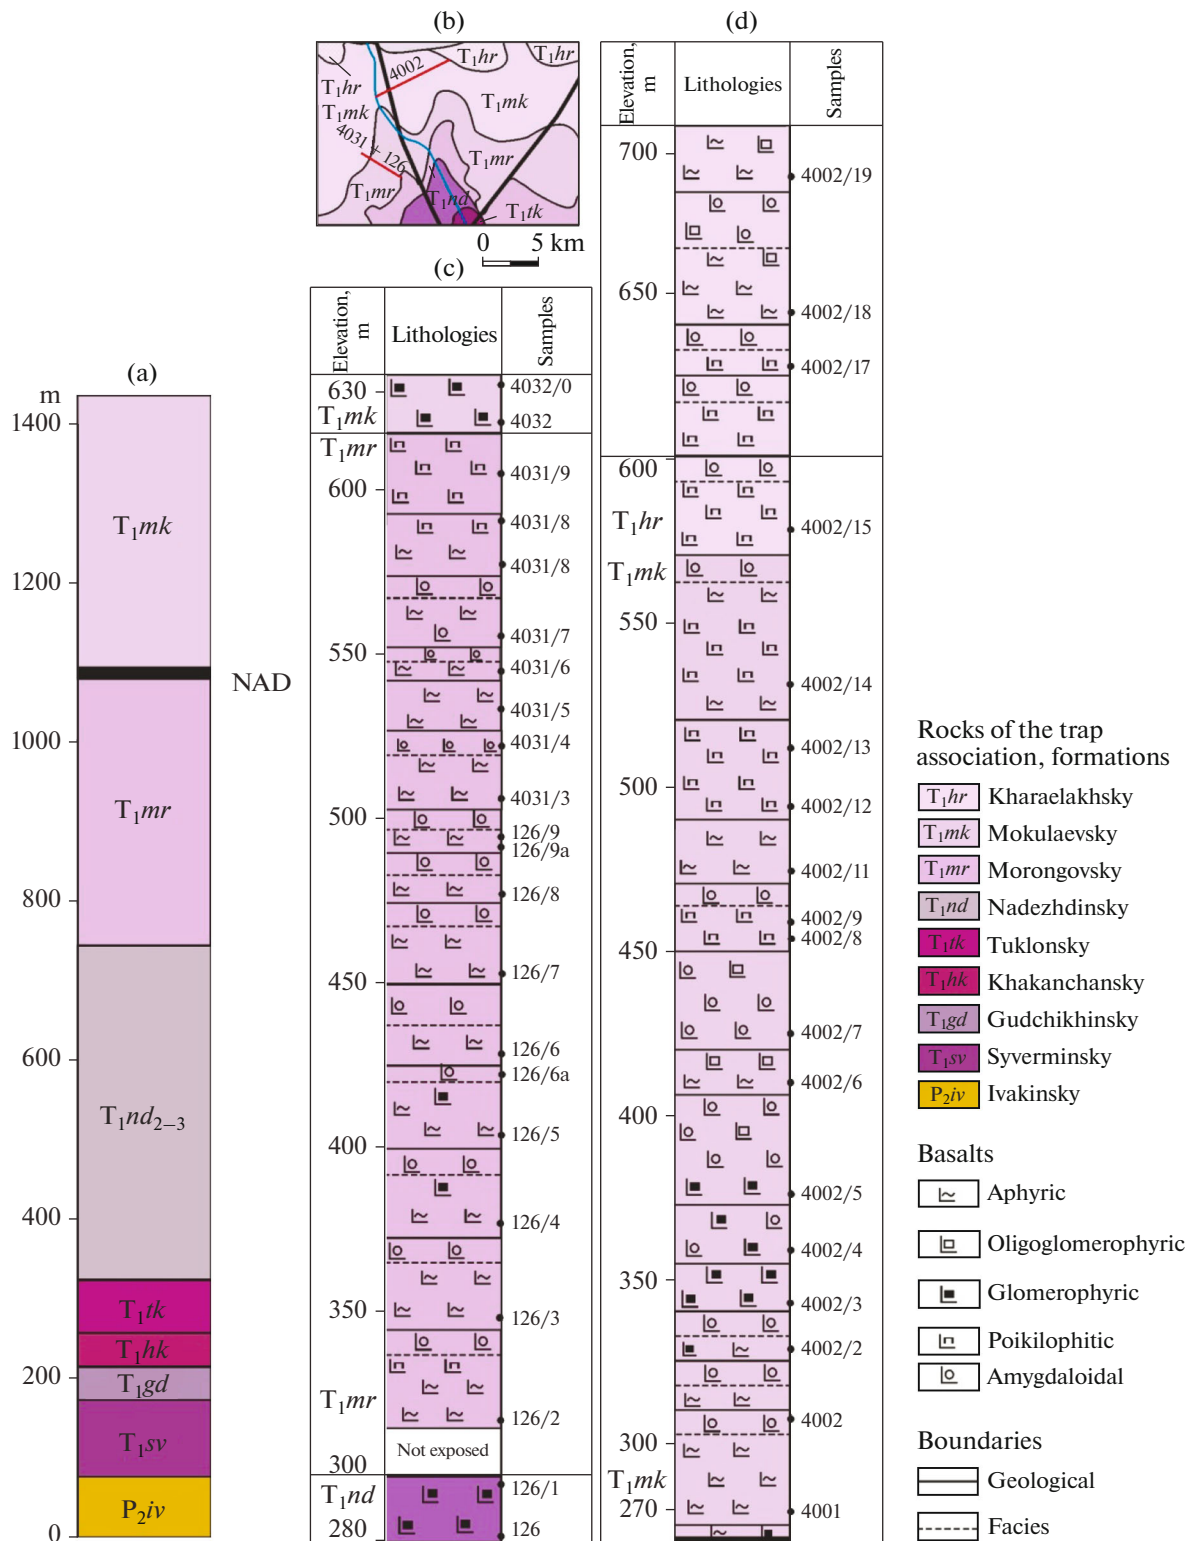 (a)
m
1400
1200
1000
800
600
400
200
0
T₁mk
NAD
T₁mr
T₁nd₂₋₃
T₁tk
T₁hk
T₁gd
T₁sv
P₂iv
(b)
4002
T₁hr
T₁hr
T₁hr
T₁mk
T₁mk
4031 + 126
T₁mr
T₁mr
T₁nd
T₁tk
0 5 km
(c)
Elevation, m
Lithologies
Samples
630
T₁mk
T₁mr
600
550
500
450
400
350
T₁mr
300
T₁nd
280
Not exposed
4032/0
4032
4031/9
4031/8
4031/8
4031/7
4031/6
4031/5
4031/4
4031/3
126/9
126/9a
126/8
126/7
126/6
126/6a
126/5
126/4
126/3
126/2
126/1
126
(d)
Elevation, m
Lithologies
Samples
700
650
600
T₁hr
T₁mk
550
500
450
400
350
300
T₁mk
270
4002/19
4002/18
4002/17
4002/15
4002/14
4002/13
4002/12
4002/11
4002/9
4002/8
4002/7
4002/6
4002/5
4002/4
4002/3
4002/2
4002
4001
Rocks of the trap
association, formations
T₁hr Kharaelakhsky
T₁mk Mokulaevsky
T₁mr Morongovsky
T₁nd Nadezhdinsky
T₁tk Tuklonsky
T₁hk Khakanchansky
T₁gd Gudchikhinsky
T₁sv Syverminsky
P₂iv Ivakinsky
Basalts
Aphyric
Oligoglomerophyric
Glomerophyric
Poikilophitic
Amygdaloidal
Boundaries
Geological
Facies